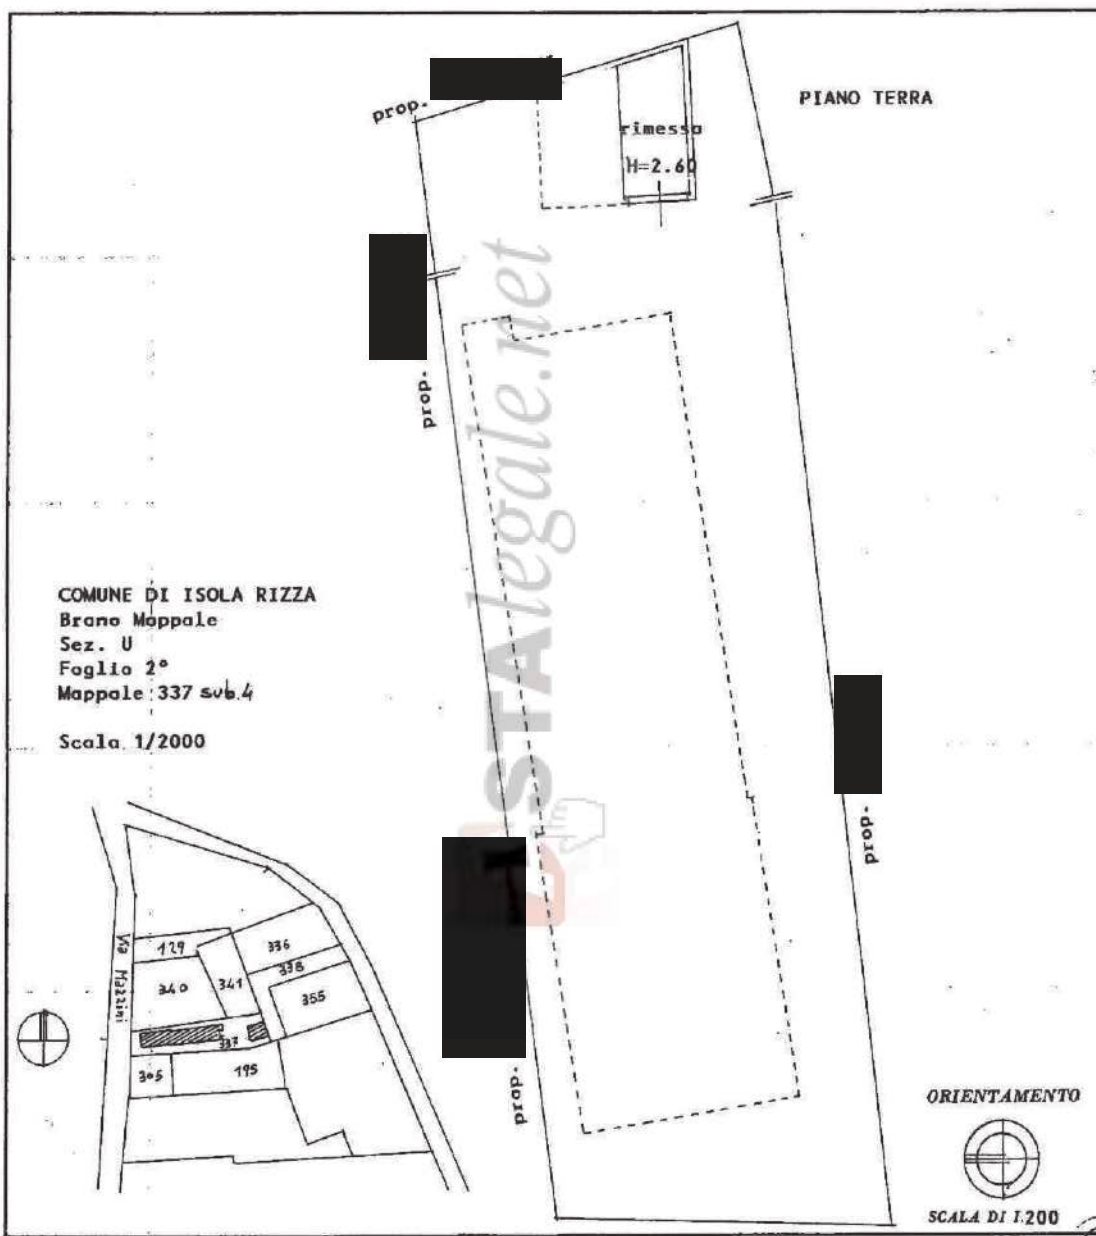 PIANO TERRA
prop.
rimessa
H=2.60
prop.
COMUNE DI ISOLA RIZZA
Brano Mappale
Sez. U
Foglio 2°
Mappale 337 sub.4
Scala 1/2000
prop.
prop.
Via Mazzini
129
336
338
340
341
355
337
305
195
ORIENTAMENTO
SCALA DI 1:200
ASTAlegale.net